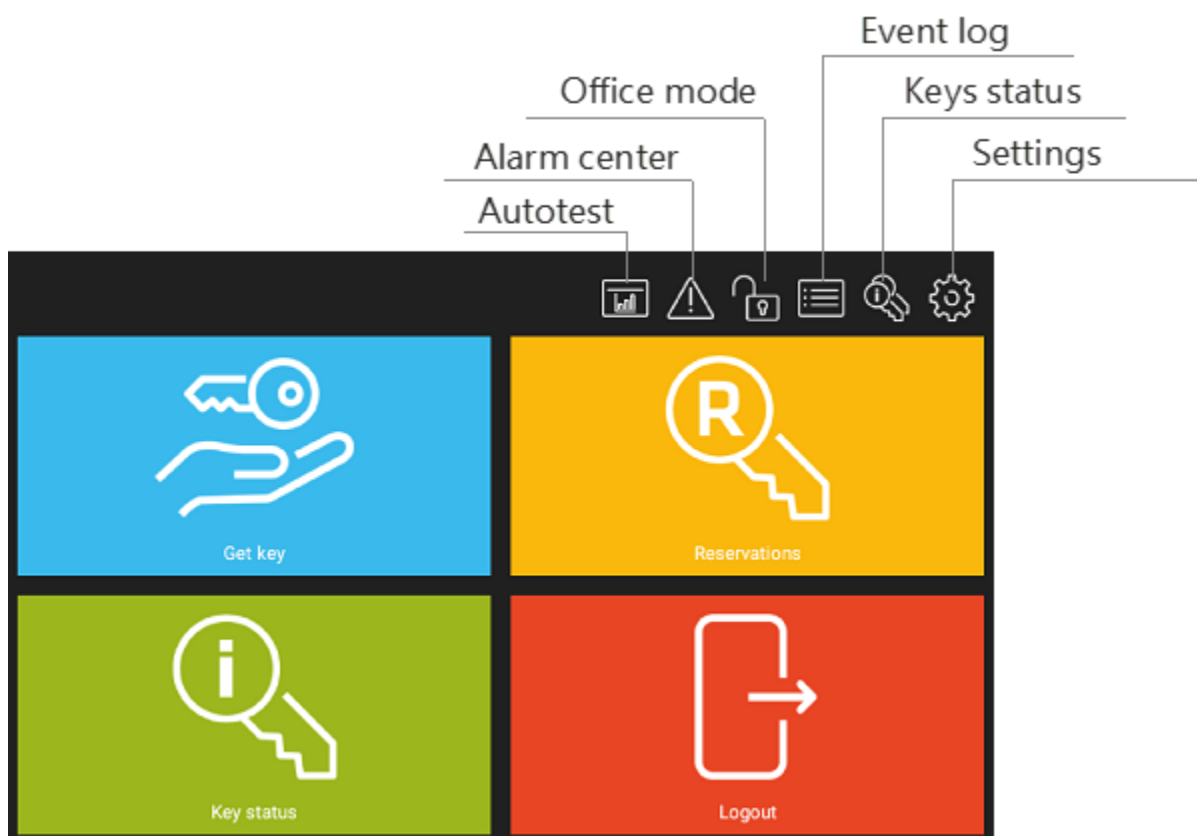 Event log
Office mode
Keys status
Alarm center
Settings
Autotest
R
Get key
Reservations
i
Key status
Logout